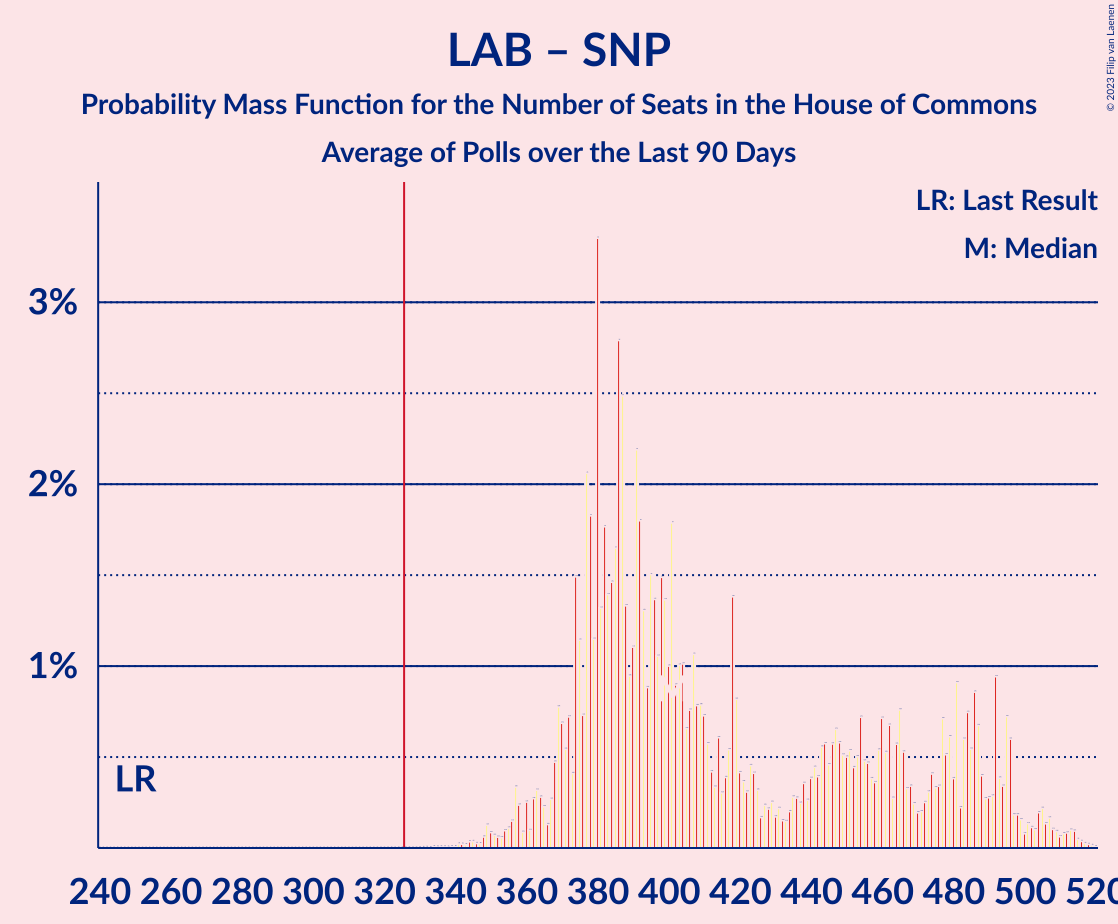 LAB – SNP
Probability Mass Function for the Number of Seats in the House of Commons
Average of Polls over the Last 90 Days
© 2023 Filip van Laenen
LR: Last Result
M: Median
3%
2%
1%
LR
240 260 280 300 320 340 360 380 400 420 440 460 480 500 520